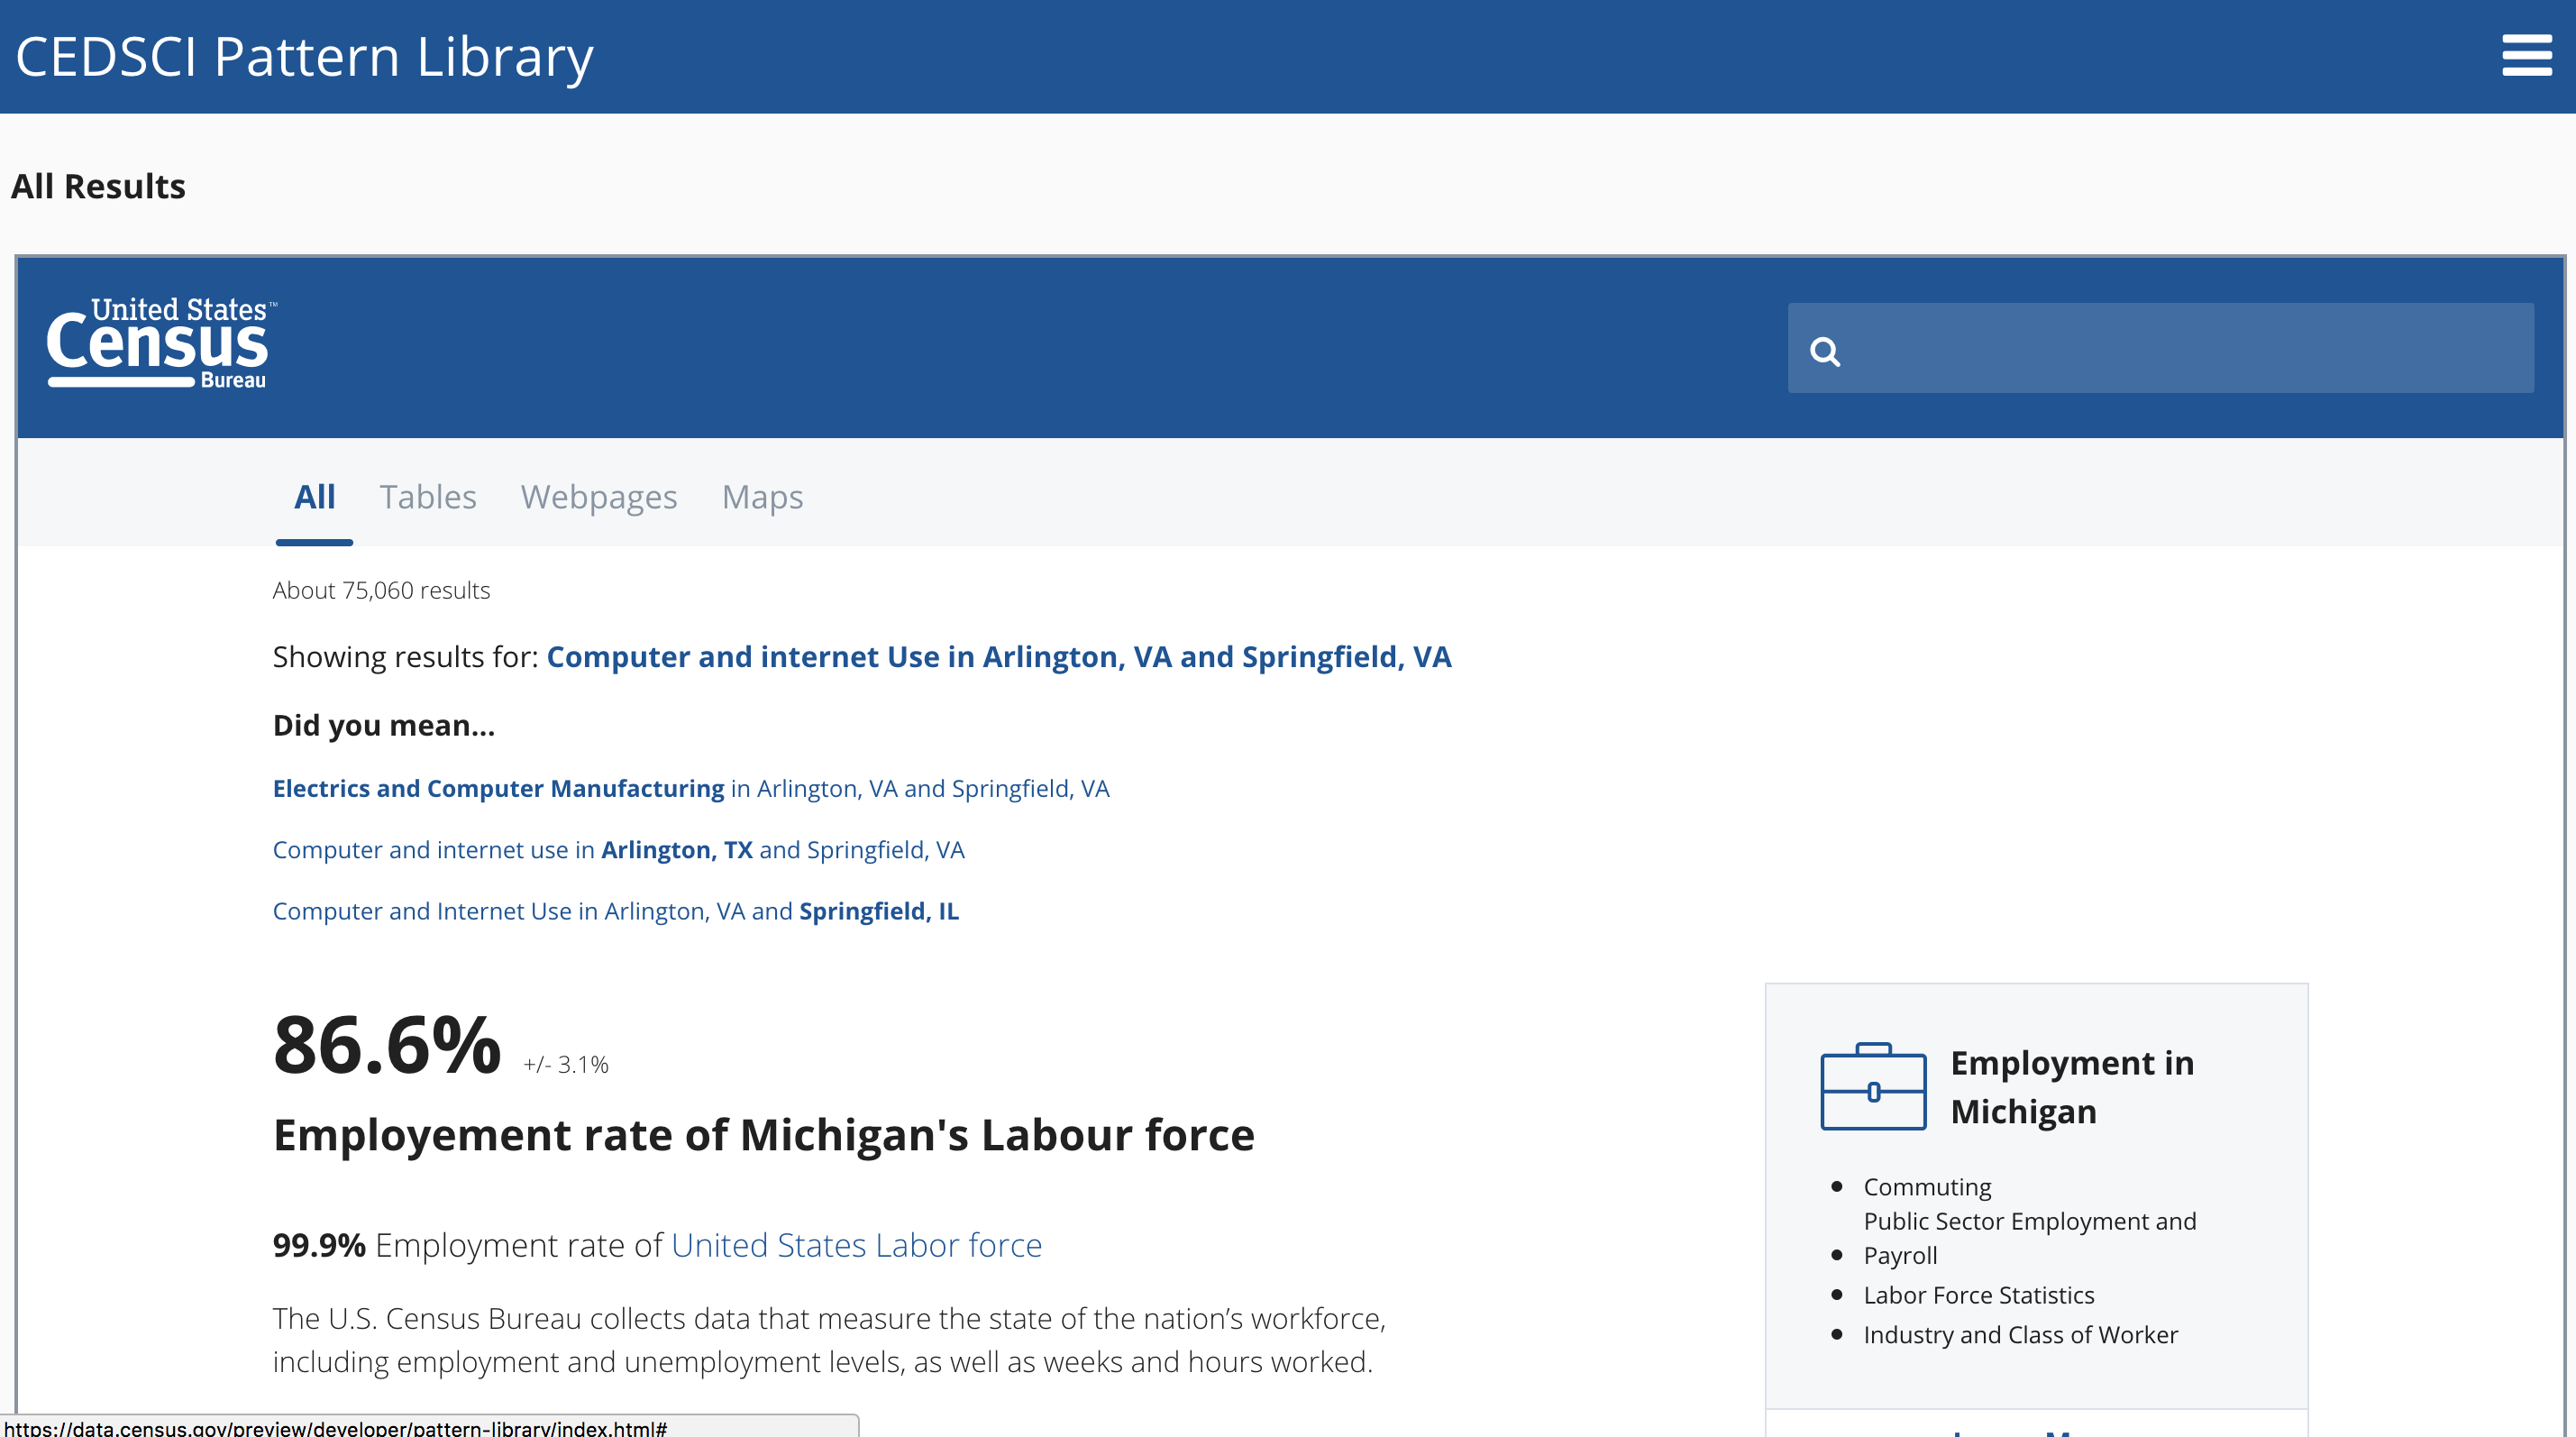 CEDSCI Pattern Library
All Results
United States™
Census
Bureau
All Tables Webpages Maps
About 75,060 results
Showing results for: Computer and internet Use in Arlington, VA and Springfield, VA
Did you mean...
Electrics and Computer Manufacturing in Arlington, VA and Springfield, VA
Computer and internet use in Arlington, TX and Springfield, VA
Computer and Internet Use in Arlington, VA and Springfield, IL
86.6% +/- 3.1%
Employement rate of Michigan's Labour force
99.9% Employment rate of United States Labor force
The U.S. Census Bureau collects data that measure the state of the nation’s workforce,
including employment and unemployment levels, as well as weeks and hours worked.
Employment in
Michigan
Commuting
Public Sector Employment and
Payroll
Labor Force Statistics
Industry and Class of Worker
https://data.census.gov/preview/developer/pattern-library/index.html#